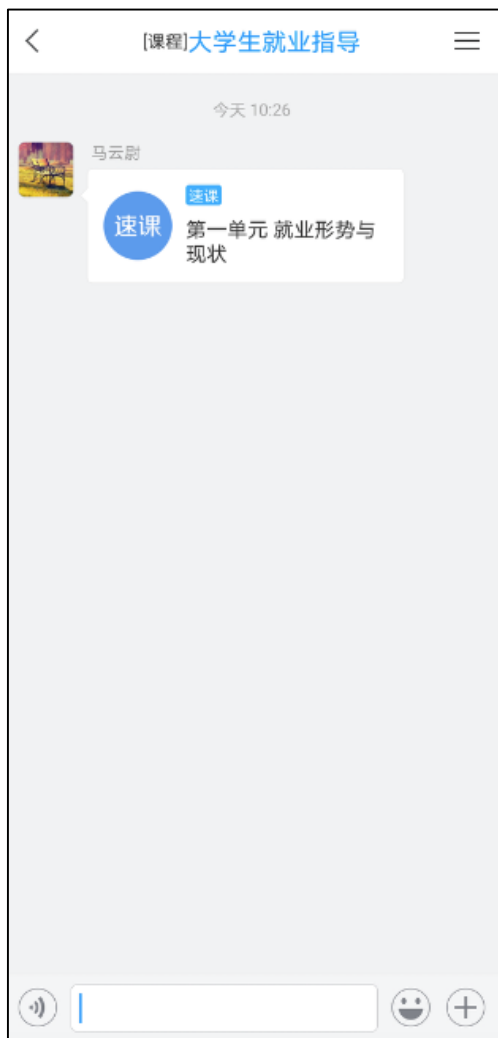 [课程]大学生就业指导
今天 10:26
马云尉
速课
速课
第一单元 就业形势与
现状